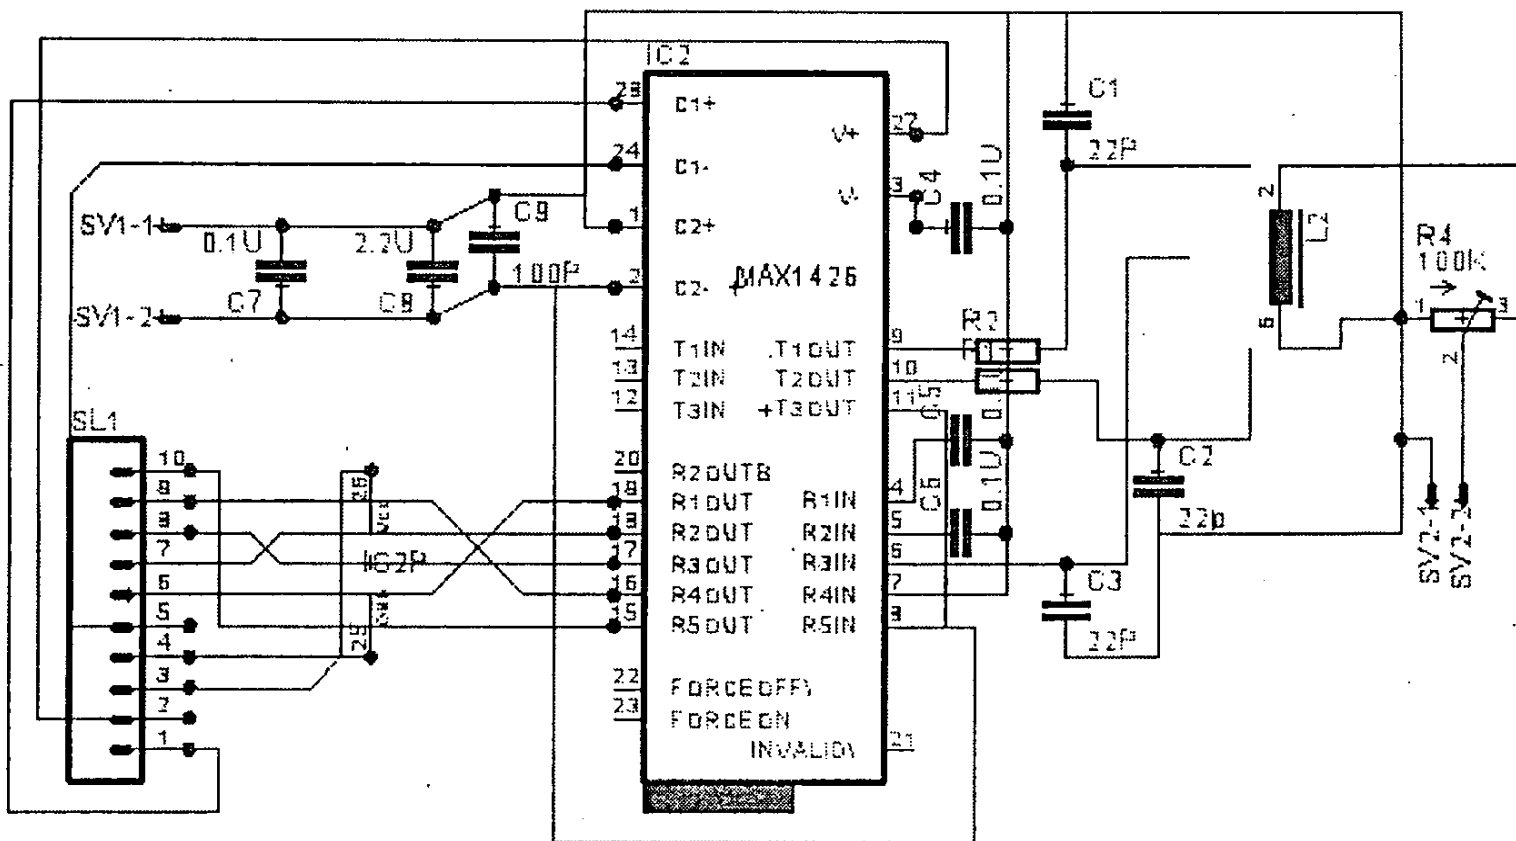 IC2
28
C1+
24
C1-
1
C2+
2
C2-
MAX1426
V+
27
V-
3
C4
0.1U
C1
22P
SV1-1
0.1U
2.2U
C9
100P
C7
C8
SV1-2
2
L2
R4
100K
1
3
2
14
T1IN
T1OUT
9
R2
13
T2IN
T2OUT
10
12
T3IN
+T3OUT
11
C5
SL1
10
9
8
7
6
5
4
3
2
1
26
Vcc
IC2P
25
20
R2OUTB
R1OUT
R1IN
4
C6
0.1U
18
R2OUT
R2IN
5
17
R3OUT
R3IN
6
16
R4OUT
R4IN
7
15
R5OUT
R5IN
8
C2
22p
C3
22P
SV2-1
SV2-2
22
FORCEOFF\
23
FORCEON
INVALID\
21